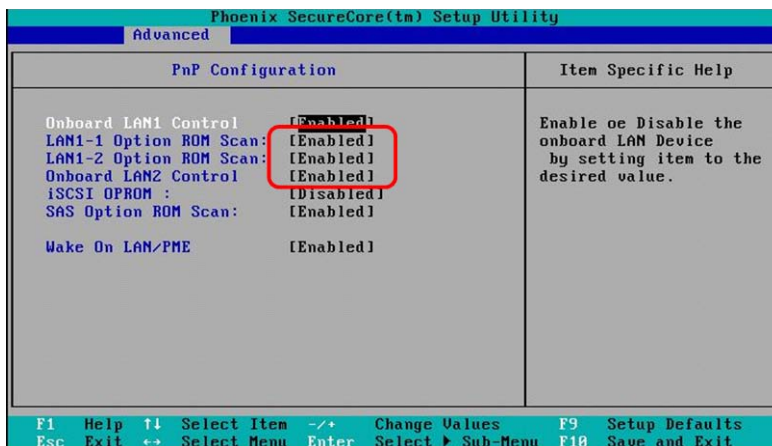 Phoenix SecureCore(tm) Setup Utility
Advanced
PnP Configuration
Item Specific Help
Onboard LAN1 Control [Enabled]
LAN1-1 Option ROM Scan: [Enabled]
LAN1-2 Option ROM Scan: [Enabled]
Onboard LAN2 Control [Enabled]
iSCSI OPROM : [Disabled]
SAS Option ROM Scan: [Enabled]
Wake On LAN/PME [Enabled]
Enable oe Disable the
onboard LAN Device
by setting item to the
desired value.
F1 Help ↑↓ Select Item -/+ Change Values F9 Setup Defaults
Esc Exit ↔ Select Menu Enter Select ▶ Sub-Menu F10 Save and Exit